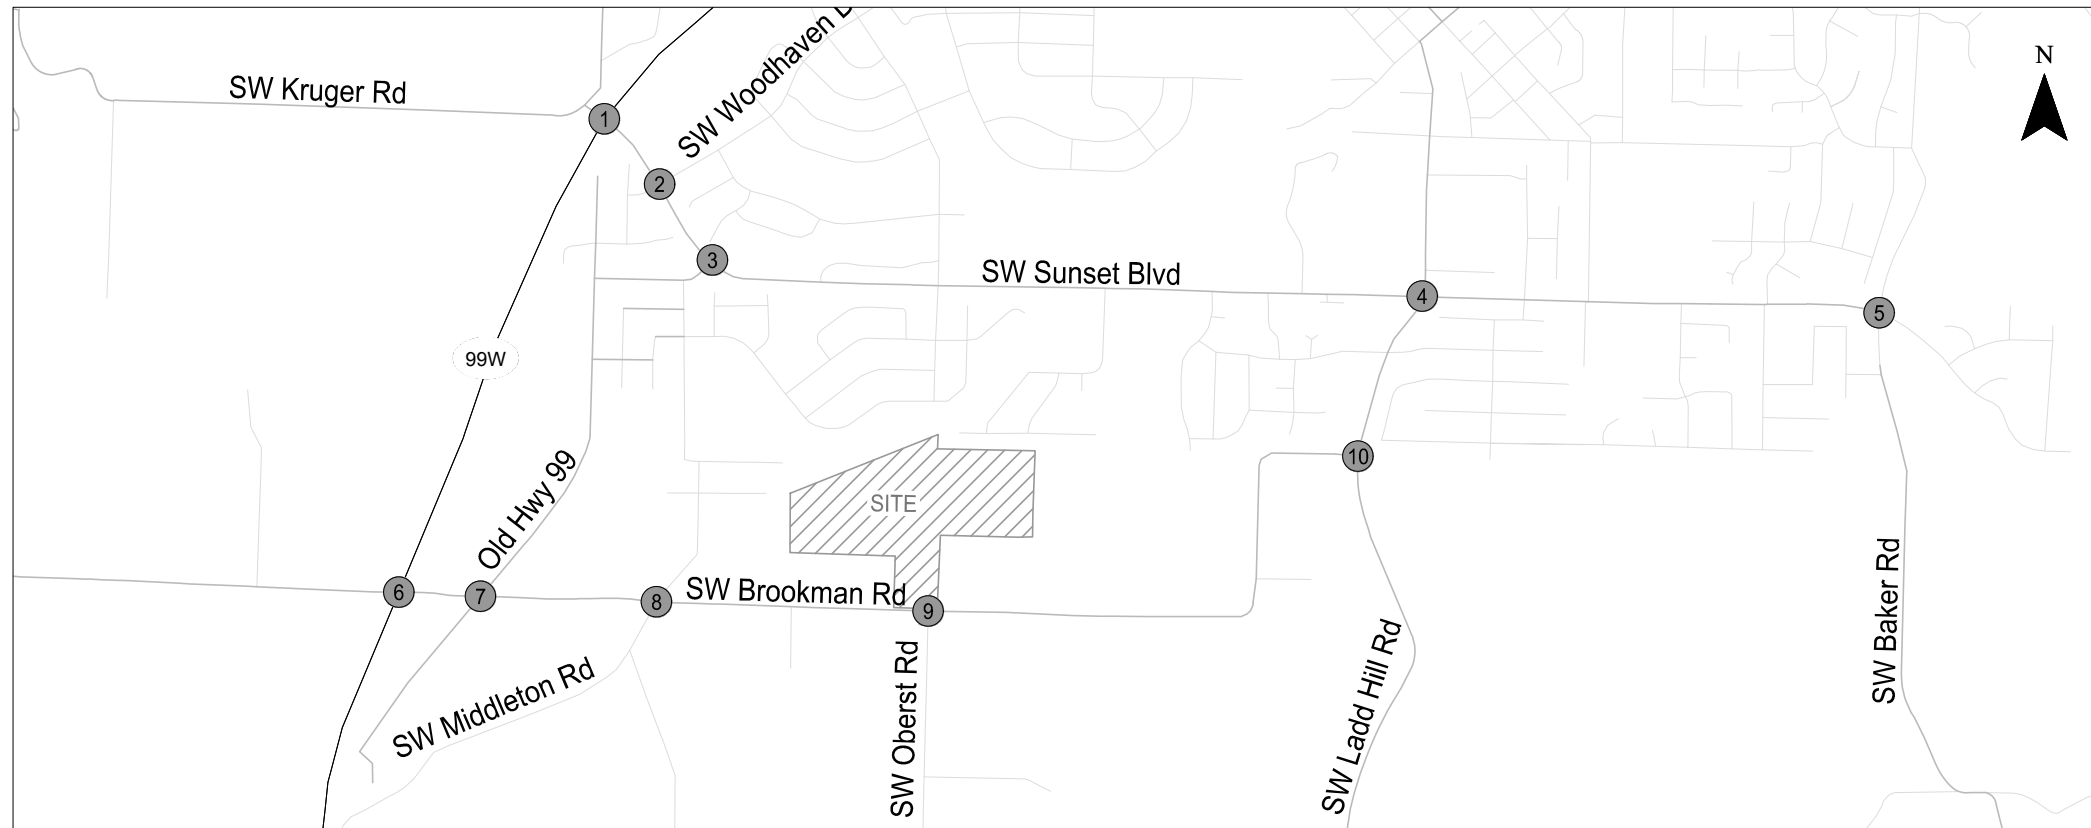 N
SW Kruger Rd
SW Woodhaven D
1
2
3
SW Sunset Blvd
4
5
99W
Old Hwy 99
10
SITE
6
7
8
SW Brookman Rd
9
SW Middleton Rd
SW Oberst Rd
SW Ladd Hill Rd
SW Baker Rd